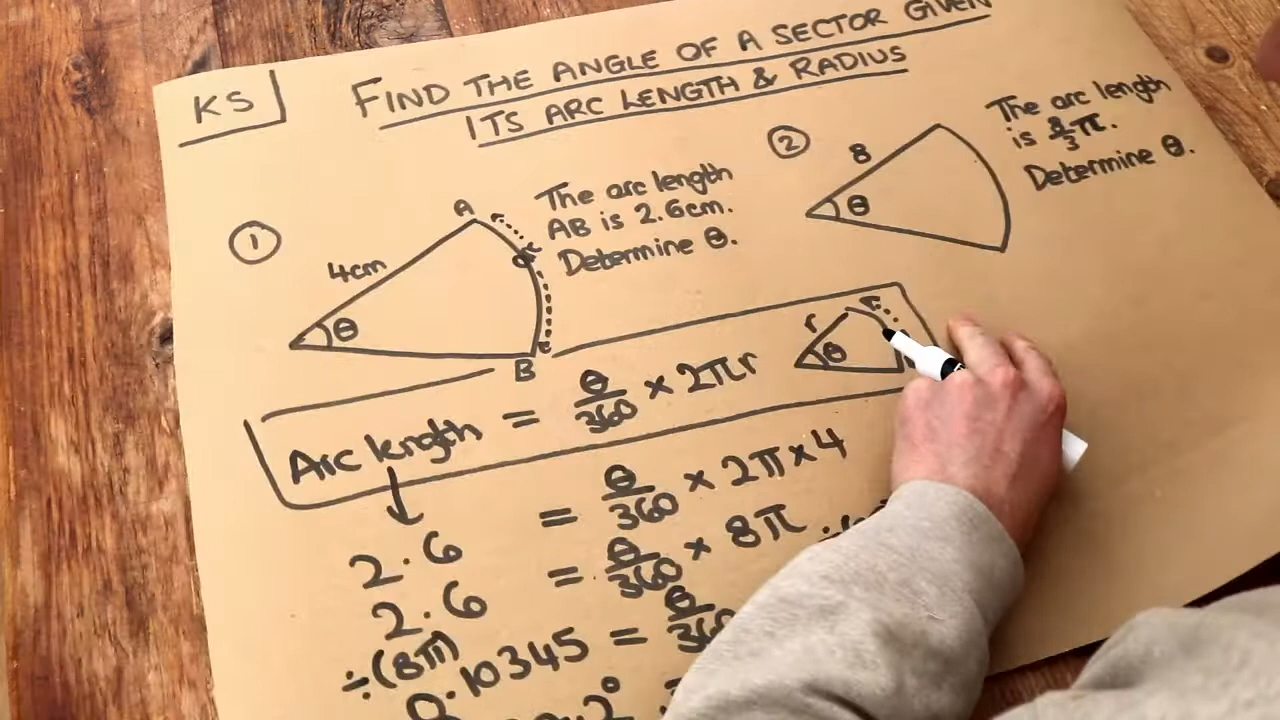 KS
FIND THE ANGLE OF A SECTOR GIVEN
ITS ARC LENGTH & RADIUS
1
A
4cm
θ
B
The arc length
AB is 2.6cm.
Determine θ.
2
8
θ
The arc length
is 8/3 π.
Determine θ.
Arc length = θ/360 × 2πr
r
θ
2.6 = θ/360 × 2π × 4
2.6 = θ/360 × 8π
÷(8π)
0.10345 = θ/360